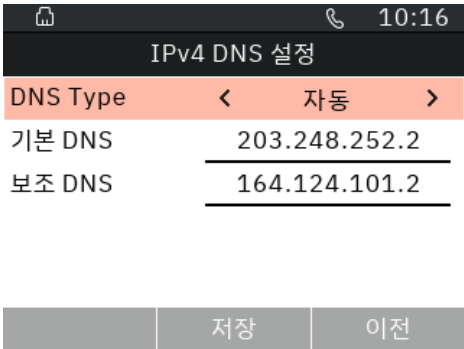 10:16
IPv4 DNS 설정
DNS Type < 자동 >
기본 DNS 203.248.252.2
보조 DNS 164.124.101.2
저장 이전